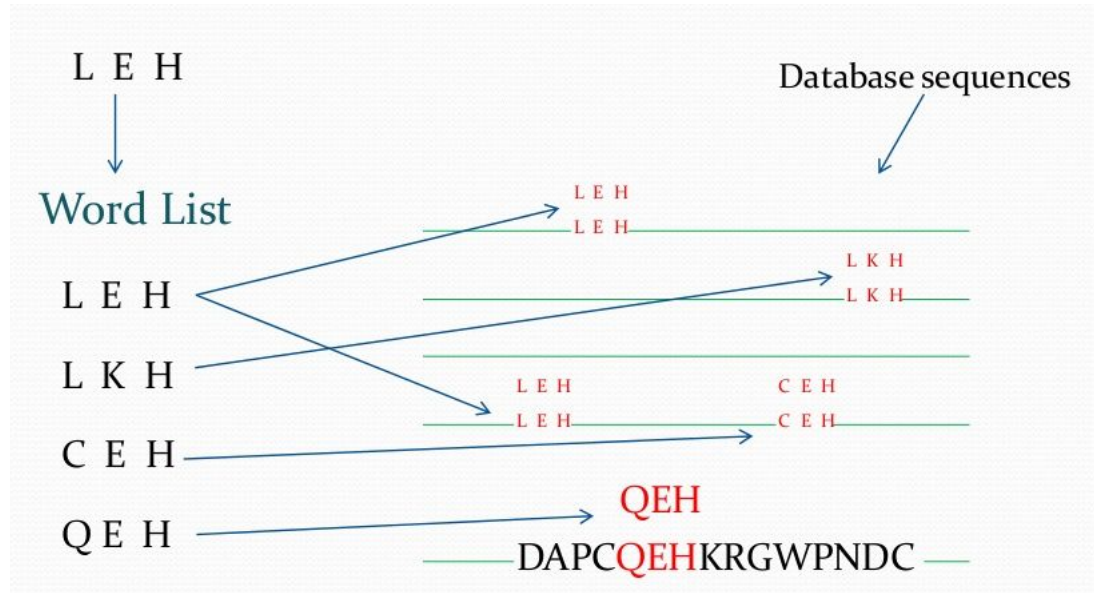 L E H
Database sequences
Word List
L E H
L E H
L K H
L K H
L E H
L K H
L E H
C E H
L E H
C E H
C E H
QEH
Q E H
DAPCQEHKRGWPNDC